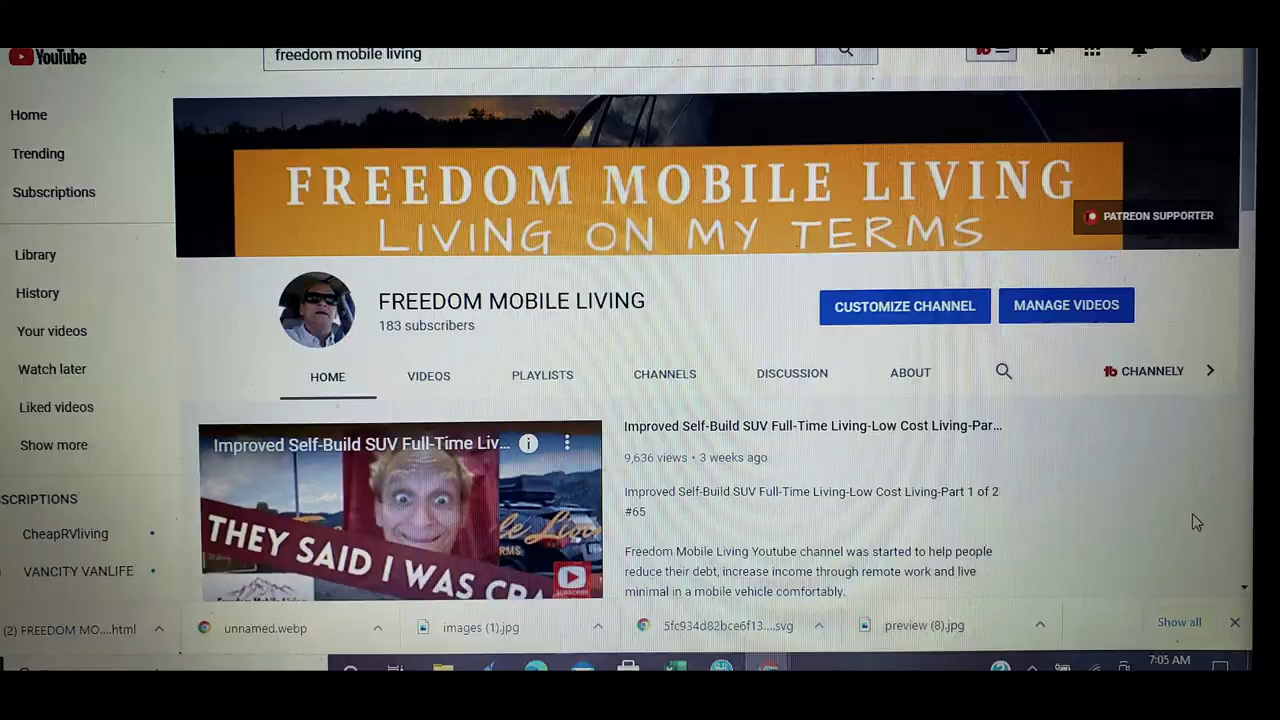 YouTube
freedom mobile living
Home
Trending
Subscriptions
Library
History
Your videos
Watch later
Liked videos
Show more
SCRIPTIONS
CheapRVliving
VANCITY VANLIFE
FREEDOM MOBILE LIVING
LIVING ON MY TERMS
PATREON SUPPORTER
FREEDOM MOBILE LIVING
183 subscribers
CUSTOMIZE CHANNEL
MANAGE VIDEOS
HOME
VIDEOS
PLAYLISTS
CHANNELS
DISCUSSION
ABOUT
CHANNELY
Improved Self-Build SUV Full-Time Liv...
THEY SAID I WAS CRA
RMS
SUBSCRIBE
Freedom Mobile Living
Improved Self-Build SUV Full-Time Living-Low Cost Living-Par...
9,636 views • 3 weeks ago
Improved Self-Build SUV Full-Time Living-Low Cost Living-Part 1 of 2
#65
Freedom Mobile Living Youtube channel was started to help people
reduce their debt, increase income through remote work and live
minimal in a mobile vehicle comfortably.
(2) FREEDOM MO....html
unnamed.webp
images (1).jpg
5fc934d82bce6f13....svg
preview (8).jpg
Show all
7:05 AM